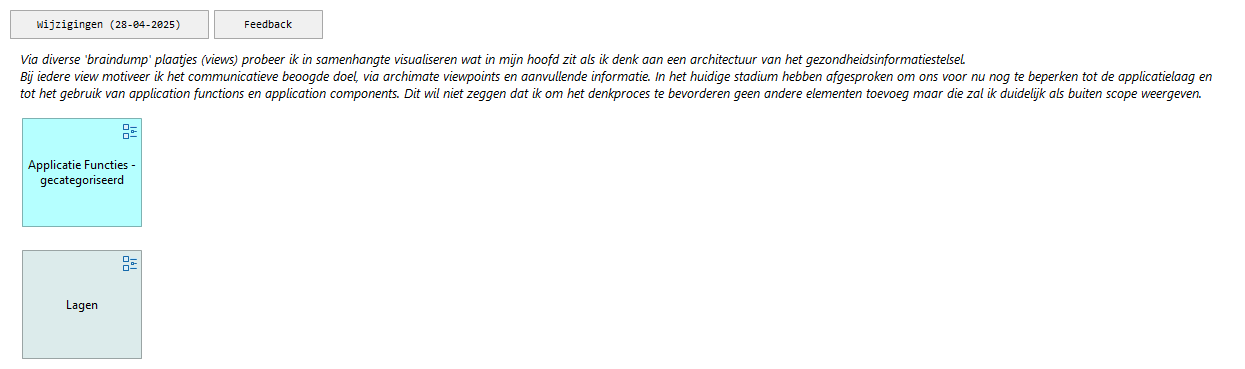 Wijzigingen (28-04-2025)
Feedback
Via diverse 'braindump' plaatjes (views) probeer ik in samenhangte visualiseren wat in mijn hoofd zit als ik denk aan een architectuur van het gezondheidsinformatiestelsel.
Bij iedere view motiveer ik het communicatieve beoogde doel, via archimate viewpoints en aanvullende informatie. In het huidige stadium hebben afgesproken om ons voor nu nog te beperken tot de applicatielaag en
tot het gebruik van application functions en application components. Dit wil niet zeggen dat ik om het denkproces te bevorderen geen andere elementen toevoeg maar die zal ik duidelijk als buiten scope weergeven.
Applicatie Functies -
gecategoriseerd
Lagen